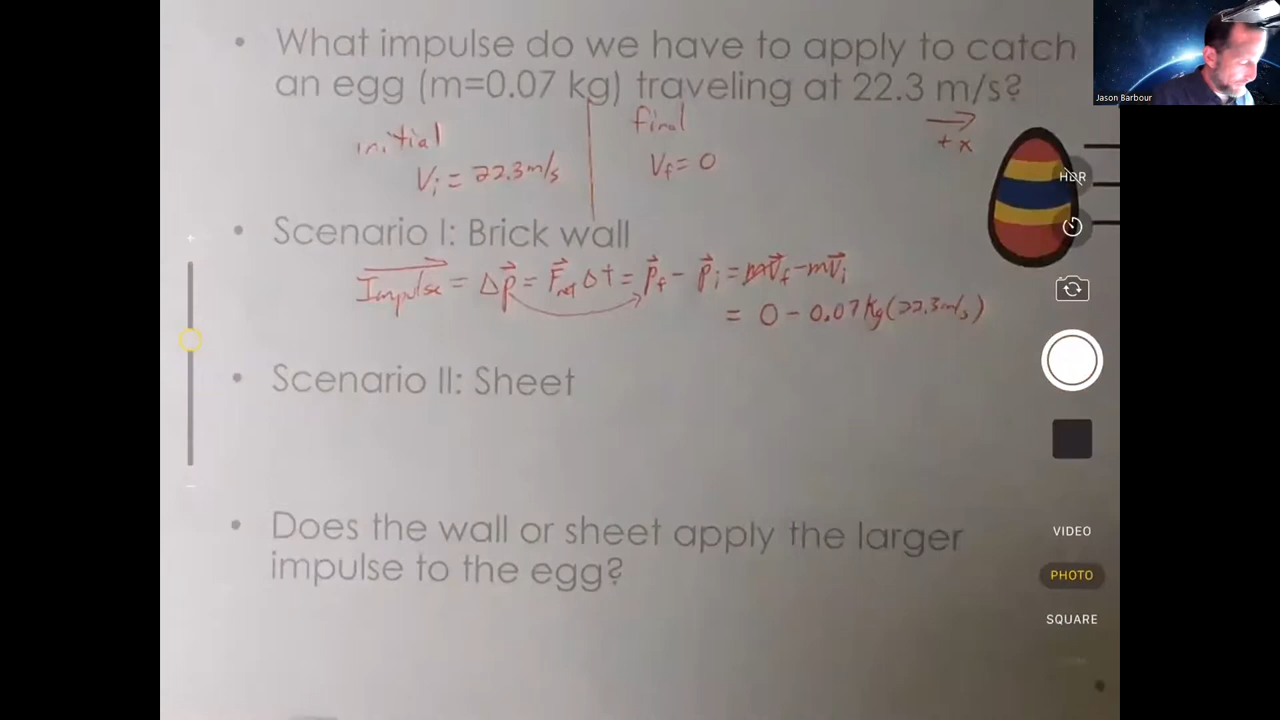 • What impulse do we have to apply to catch
an egg (m=0.07 kg) traveling at 22.3 m/s?
Jason Barbour
initial
final
+x
Vi = 22.3 m/s
Vf = 0
HDR
• Scenario I: Brick wall
Impulse = Δp = Fnet Δt = pf - pi = mvf - mvi
= 0 - 0.07 kg (22.3 m/s)
• Scenario II: Sheet
• Does the wall or sheet apply the larger
impulse to the egg?
VIDEO
PHOTO
SQUARE